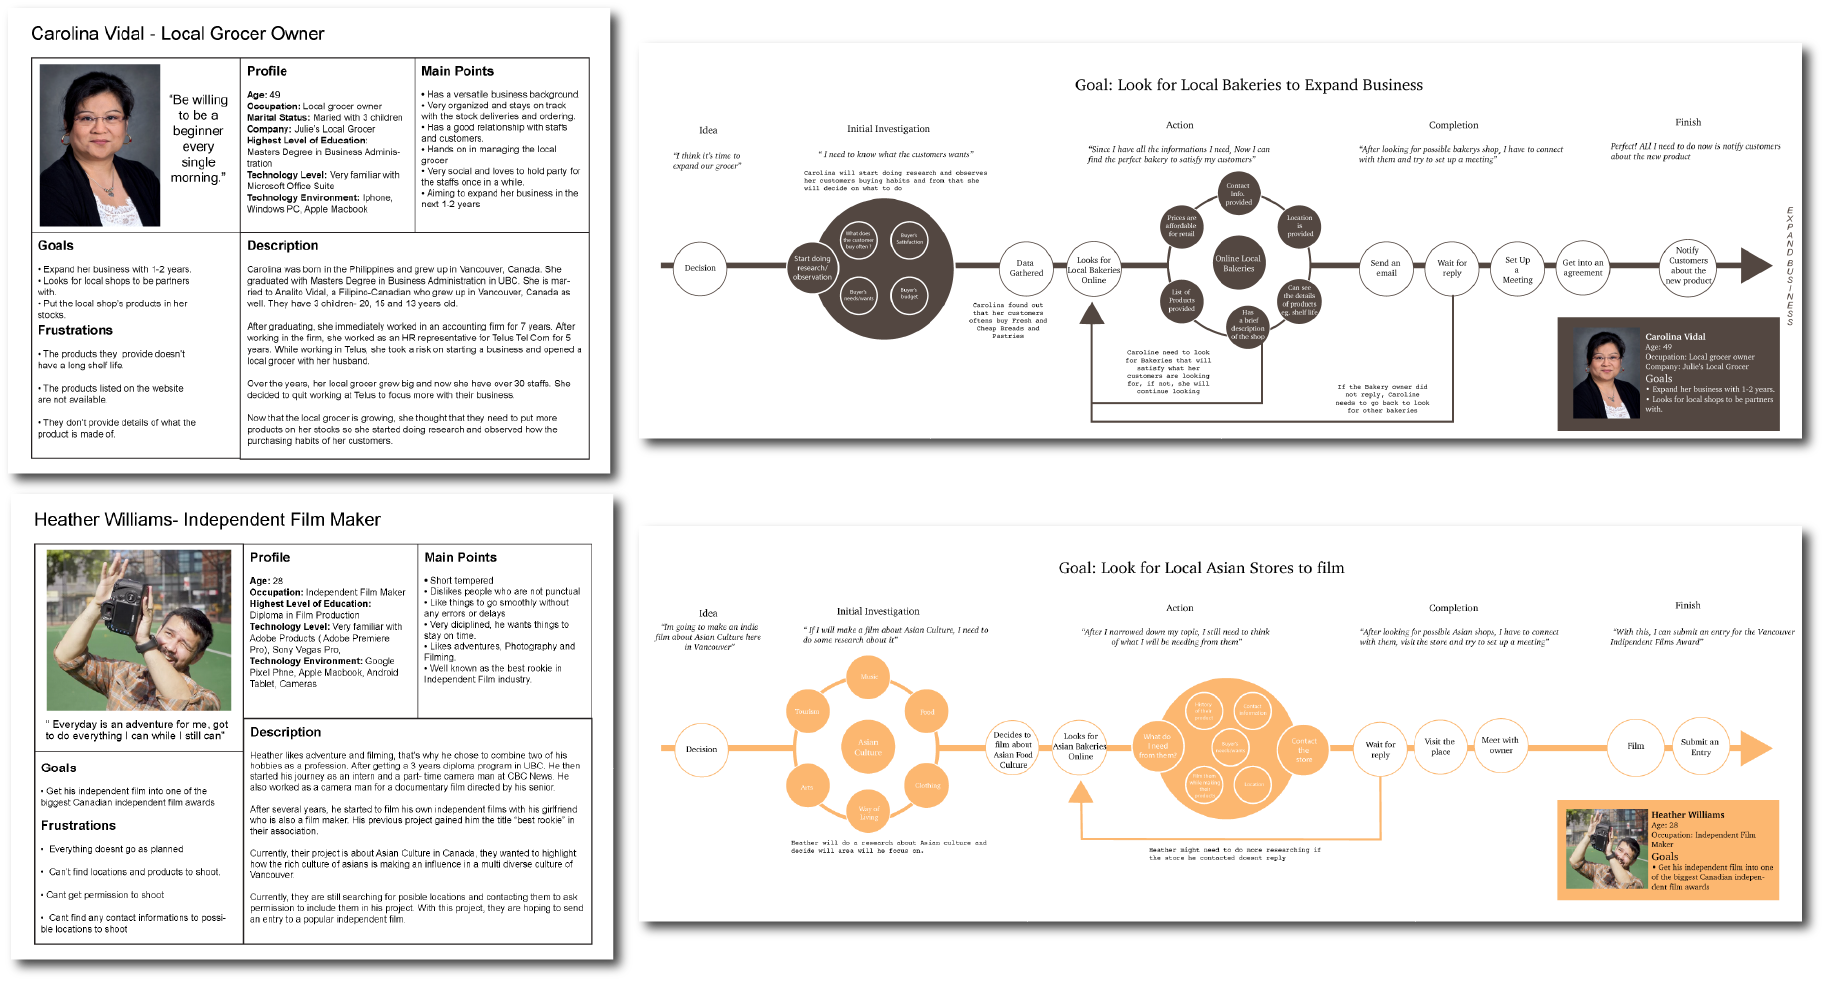 Carolina Vidal - Local Grocer Owner
“Be willing
to be a
beginner
every
single
morning.”
Profile
Age: 49
Occupation: Local grocer owner
Marital Status: Maried with 3 children
Company: Julie's Local Grocer
Highest Level of Education:
Masters Degree in Business Adminis-
tration
Technology Level: Very familiar with
Microsoft Office Suite
Technology Environment: Iphone,
Windows PC, Apple Macbook
Main Points
• Has a versatile business background
• Very organized and stays on track
with the stock deliveries and ordering.
• Has a good relationship with staffs
and customers.
• Hands on in managing the local
grocer
• Very social and loves to hold party for
the staffs once in a while.
• Aiming to expand her business in the
next 1-2 years
Goals
• Expand her business with 1-2 years.
• Looks for local shops to be partners
with.
• Put the local shop's products in her
stocks.
Frustrations
• The products they provide doesn't
have a long shelf life.
• The products listed on the website
are not available
• They don't provide details of what the
product is made of.
Description
Carolina was born in the Philippines and grew up in Vancouver, Canada. She
graduated with Masters Degree in Business Administration in UBC. She is mar-
ried to Analito Vidal, a Filipino-Canadian who grew up in Vancouver, Canada as
well. They have 3 children- 20, 15 and 13 years old.
After graduating, she immediately worked in an accounting firm for 7 years. After
working in the firm, she worked as an HR representative for Telus Tel Com for 5
years. While working in Telus, she took a risk on starting a business and opened a
local grocer with her husband.
Over the years, her local grocer grew big and now she have over 30 staffs. She
decided to quit working at Telus to focus more with their business.
Now that the local grocer is growing, she thought that they need to put more
products on her stocks so she started doing research and observed how the
purchasing habits of her customers.
Goal: Look for Local Bakeries to Expand Business
Idea
“I think it's time to
expand our grocer”
Initial Investigation
“ I need to know what the customers wants”
Carolina will start doing research and observes
her customers buying habits and from that she
will decide on what to do
Action
“Since I have all the informations I need, Now I can
find the perfect bakery to satisfy my customers”
Completion
“After looking for possible bakerys shop, I have to connect
with them and try to set up a meeting”
Finish
Perfect! All I need to do now is notify customers
about the new product
Decision
Start doing
research/
observation
What does
the customer
buy often ?
Buyer's
Satisfaction
Buyer's
needs/wants
Buyer's
budget
Data
Gathered
Carolina found out
that her customers
oftens buy Fresh and
Cheap Breads and
Pastries
Looks for
Local Bakeries
Online
Online Local
Bakeries
Contact
Info.
provided
Location
is
provided
Can see
the details
of products
eg. shelf life
Has
a brief
description
of the shop
List of
Products
provided
Prices are
affordable
for retail
Caroline need to look
for Bakeries that will
satisfy what her
customers are looking
for, if not, she will
continue looking
Send an
email
Wait for
reply
Set Up
a
Meeting
Get into an
agreement
Notify
Customers
about the
new product
If the Bakery owner did
not reply, Caroline
needs to go back to look
for other bakeries
EXPAND BUSINESS
Carolina Vidal
Age: 49
Occupation: Local grocer owner
Company: Julie's Local Grocer
Goals
• Expand her business with 1-2 years.
• Looks for local shops to be partners
with.
Heather Williams- Independent Film Maker
“ Everyday is an adventure for me, got
to do everything I can while I still can”
Profile
Age: 28
Occupation: Independent Film Maker
Highest Level of Education:
Diploma in Film Production
Technology Level: Very familiar with
Adobe Products ( Adobe Premiere
Pro), Sony Vegas Pro,
Technology Environment: Google
Pixel Phne, Apple Macbook, Android
Tablet, Cameras
Main Points
• Short tempered
• Dislikes people who are not punctual
• Like things to go smoothly without
any errors or delays
• Very diciplined, he wants things to
stay on time.
• Likes adventures, Photography and
Filming.
• Well known as the best rookie in
Independent Film industry.
Goals
• Get his independent film into one of the
biggest Canadian independent film awards
Frustrations
• Everything doesnt go as planned
• Can't find locations and products to shoot.
• Cant get permission to shoot
• Cant find any contact informations to possi-
ble locations to shoot
Description
Heather likes adventure and filming, that's why he chose to combine two of his
hobbies as a profession. After getting a 3 years diploma program in UBC. He then
started his journey as an intern and a part- time camera man at CBC News. He
also worked as a camera man for a documentary film directed by his senior.
After several years, he started to film his own independent films with his girlfriend
who is also a film maker. His previous project gained him the title “best rookie” in
their association.
Currently, their project is about Asian Culture in Canada, they wanted to highlight
how the rich culture of asians is making an influence in a multi diverse culture of
Vancouver.
Currently, they are still searching for posible locations and contacting them to ask
permission to include them in his project. With this project, they are hoping to send
an entry to a popular independent film.
Goal: Look for Local Asian Stores to film
Idea
“Im going to make an indie
film about Asian Culture here
in Vancouver”
Initial Investigation
“ If I will make a film about Asian Culture, I need to
do some research about it”
Action
“After I narrowed down my topic, I still need to think
of what I will be needing from them”
Completion
“After looking for possible Asian shops, I have to connect
with them, visit the store and try to set up a meeting”
Finish
“With this, I can submit an entry for the Vancouver
Indipendent Films Award”
Decision
Asian
Culture
Music
Food
Clothing
Way of
Living
Arts
Tourism
Heather will do a research about Asian culture and
decide will area will he focus on.
Decides to
film about
Asian Food
Culture
Looks for
Asian Bakeries
Online
What do
I need
from them?
History
of their
product
Contact
Information
Buyer's
Needs/wants
Location
Contact
the
store
Heather might need to do more researching if
the store he contacted doesnt reply
Wait for
reply
Visit the
place
Meet with
owner
Film
Submit an
Entry
Heather Williams
Age: 28
Occupation: Independent Film
Maker
Goals
• Get his independent film into one
of the biggest Canadian indepen-
dent film awards